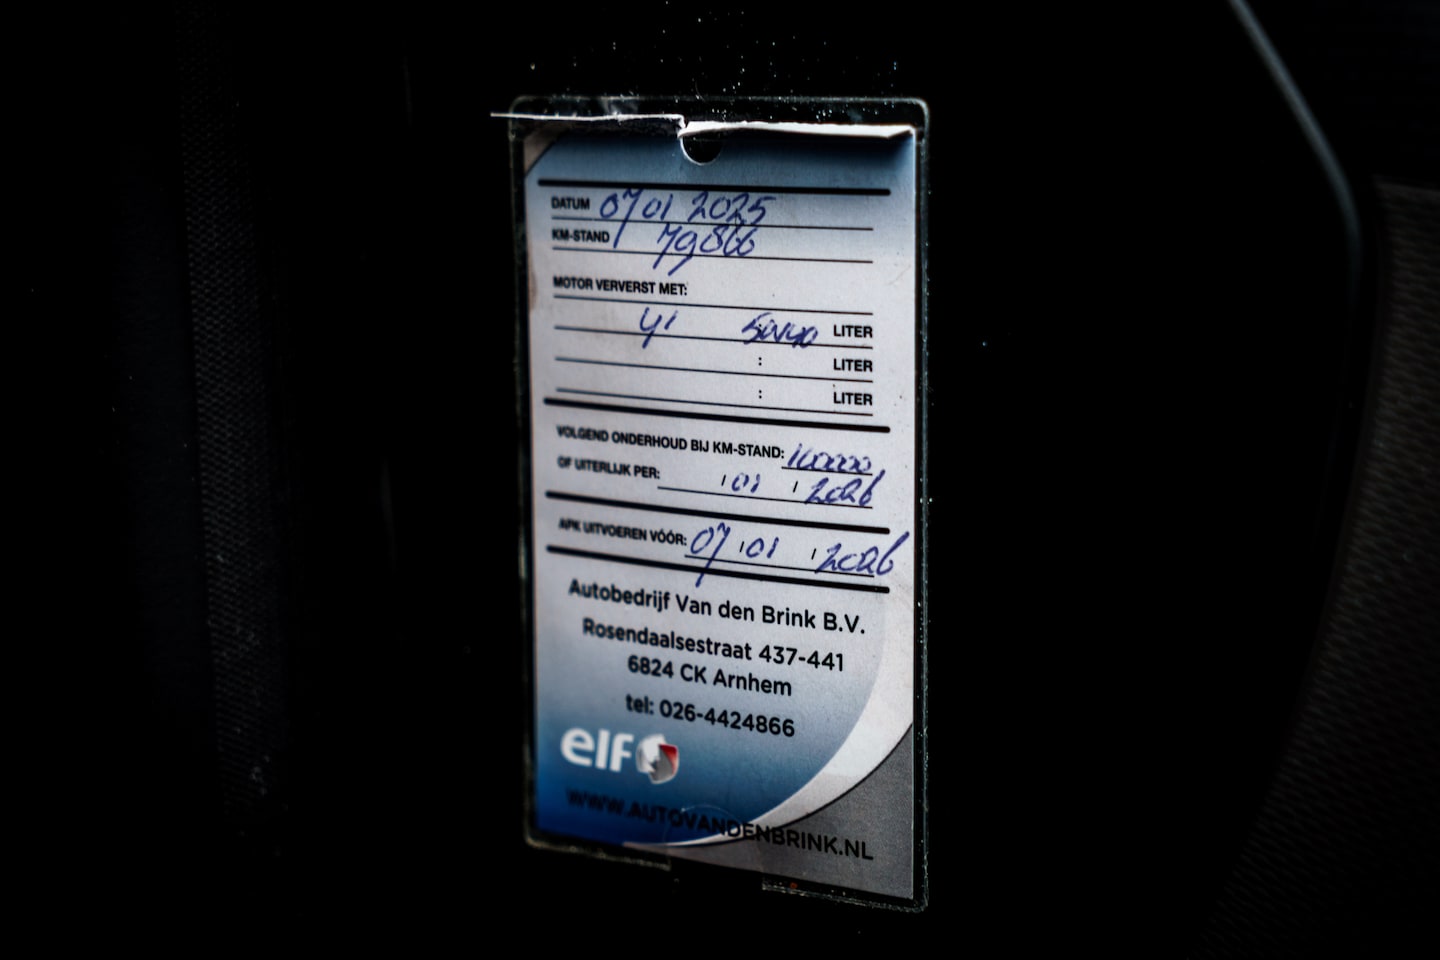 DATUM 07 01 2025
KM-STAND 79866
MOTOR VERVERST MET:
5W40 LITER
: LITER
: LITER
VOLGEND ONDERHOUD BIJ KM-STAND: 100000
OF UITERLIJK PER: / 01 / 2026
APK UITVOEREN VÓÓR: 07 / 01 / 2026
Autobedrijf Van den Brink B.V.
Rosendaalsestraat 437-441
6824 CK Arnhem
tel: 026-4424866
elf
WWW.AUTOVANDENBRINK.NL